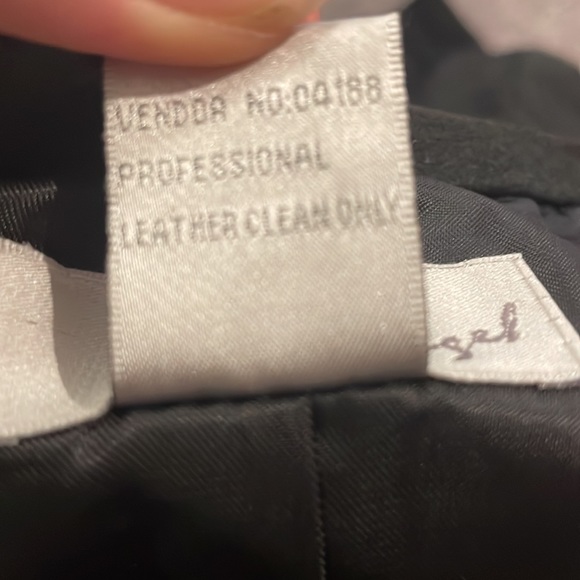 VENDOR NO:04188
PROFESSIONAL
LEATHER CLEAN ONLY